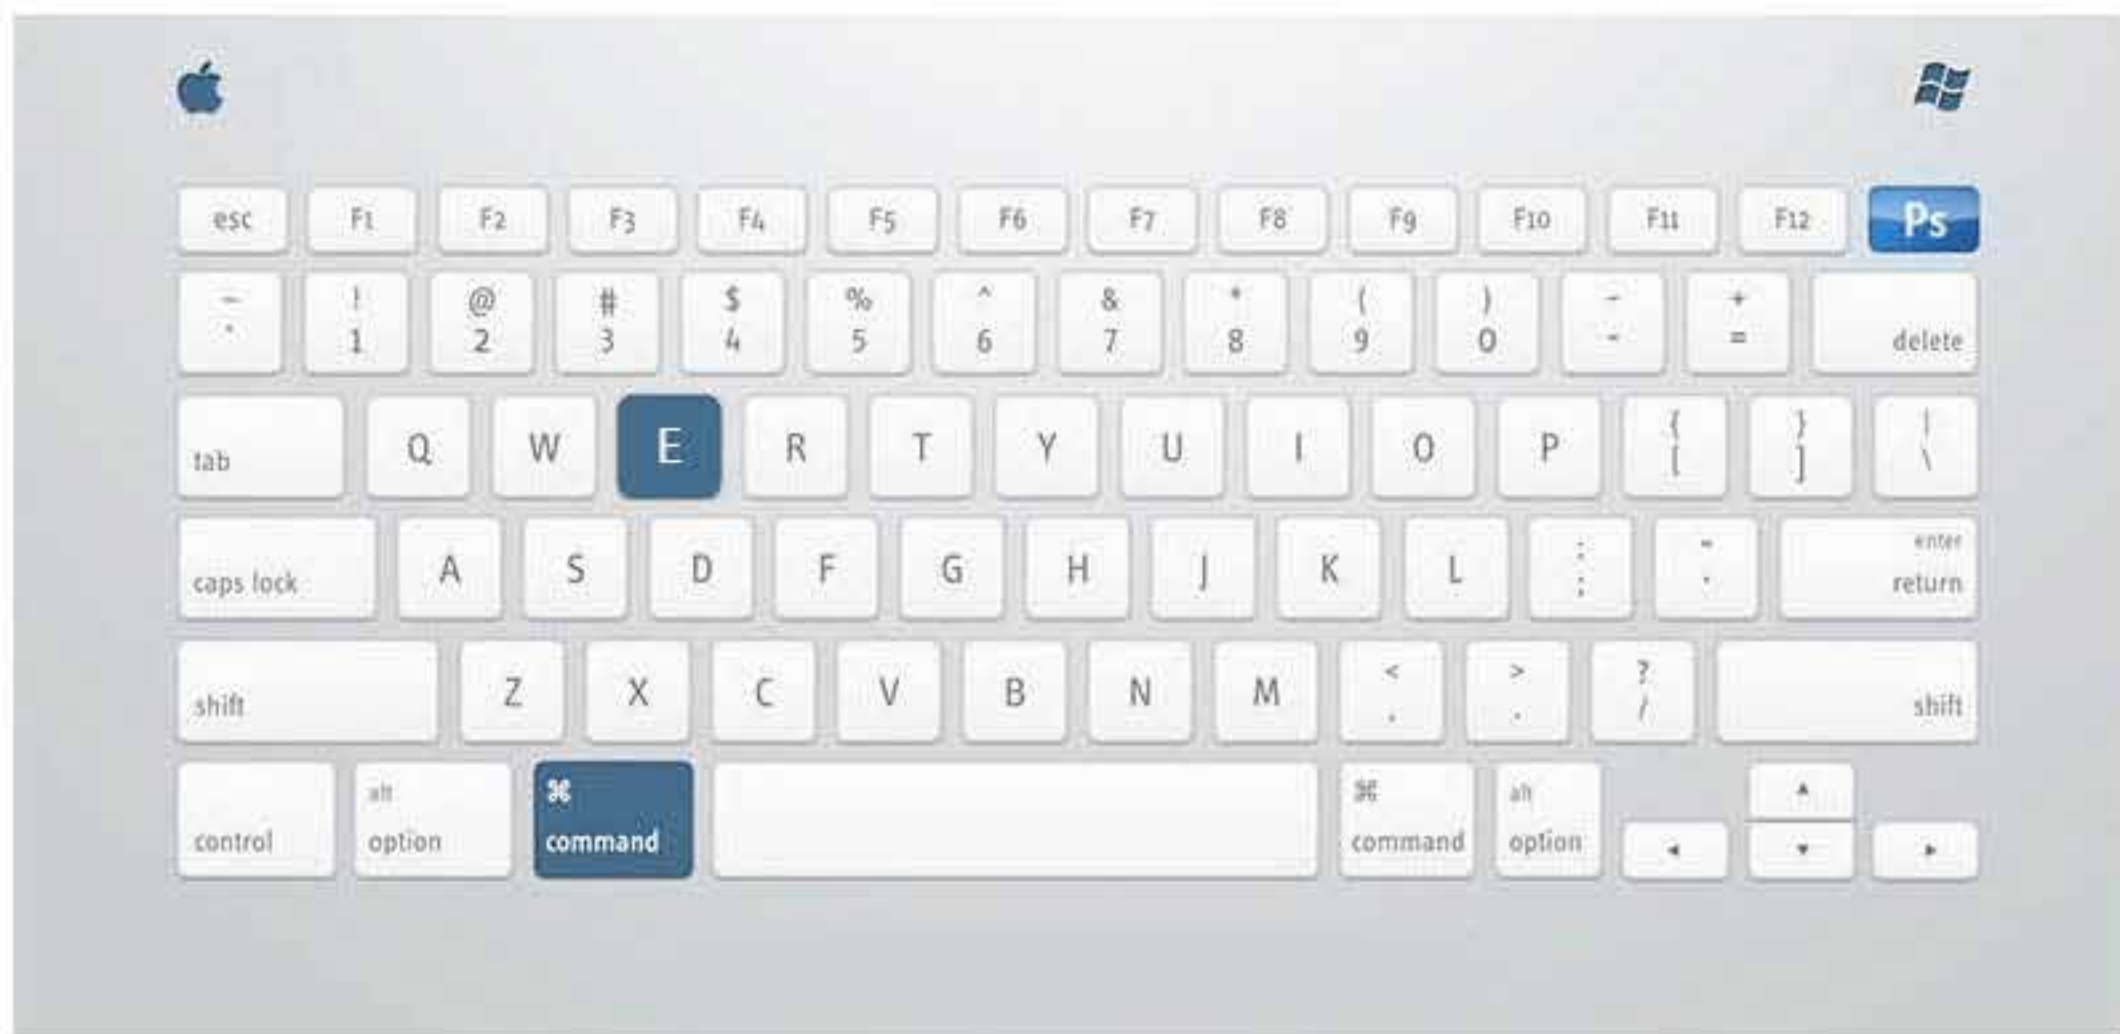 esc F1 F2 F3 F4 F5 F6 F7 F8 F9 F10 F11 F12 Ps
~ ! @ # $ % ^ & * ( ) - +
` 1 2 3 4 5 6 7 8 9 0 - = delete
tab Q W E R T Y U I O P { [ } ] | \
caps lock A S D F G H J K L : ; " ' enter return
shift Z X C V B N M < , > . ? / shift
control alt option ⌘ command ⌘ command alt option ◄ ▲ ▼ ►